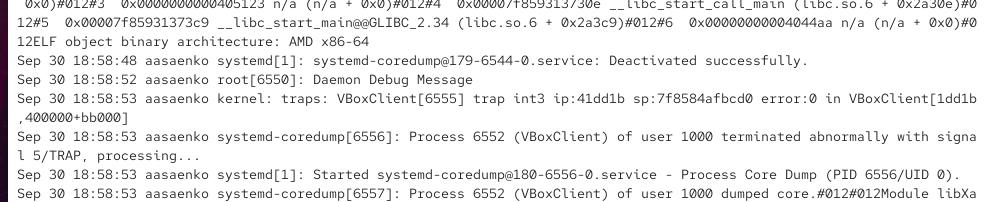 0x0)#012#3  0x0000000000405123 n/a (n/a + 0x0)#012#4  0x00007f859313730e __libc_start_call_main (libc.so.6 + 0x2a30e)#0
12#5  0x00007f85931373c9 __libc_start_main@@GLIBC_2.34 (libc.so.6 + 0x2a3c9)#012#6  0x00000000004044aa n/a (n/a + 0x0)#0
12ELF object binary architecture: AMD x86-64
Sep 30 18:58:48 aasaenko systemd[1]: systemd-coredump@179-6544-0.service: Deactivated successfully.
Sep 30 18:58:52 aasaenko root[6550]: Daemon Debug Message
Sep 30 18:58:53 aasaenko kernel: traps: VBoxClient[6555] trap int3 ip:41dd1b sp:7f8584afbcd0 error:0 in VBoxClient[1dd1b
,400000+bb000]
Sep 30 18:58:53 aasaenko systemd-coredump[6556]: Process 6552 (VBoxClient) of user 1000 terminated abnormally with signa
l 5/TRAP, processing...
Sep 30 18:58:53 aasaenko systemd[1]: Started systemd-coredump@180-6556-0.service - Process Core Dump (PID 6556/UID 0).
Sep 30 18:58:53 aasaenko systemd-coredump[6557]: Process 6552 (VBoxClient) of user 1000 dumped core.#012#012Module libXa